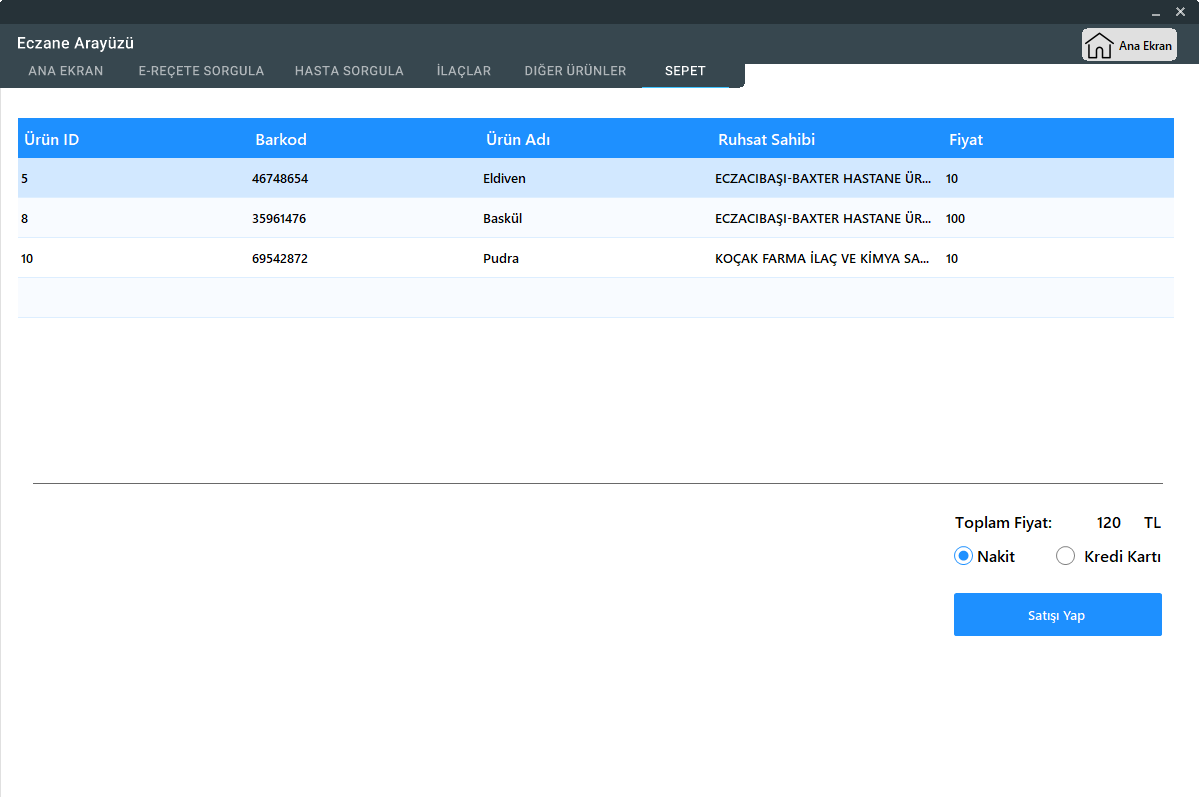 Eczane Arayüzü
Ana Ekran
ANA EKRAN E-REÇETE SORGULA HASTA SORGULA İLAÇLAR DIĞER ÜRÜNLER SEPET
Ürün ID Barkod Ürün Adı Ruhsat Sahibi Fiyat
5 46748654 Eldiven ECZACIBAŞI-BAXTER HASTANE ÜR... 10
8 35961476 Baskül ECZACIBAŞI-BAXTER HASTANE ÜR... 100
10 69542872 Pudra KOÇAK FARMA İLAÇ VE KİMYA SA... 10
Toplam Fiyat: 120 TL
Nakit Kredi Kartı
Satışı Yap